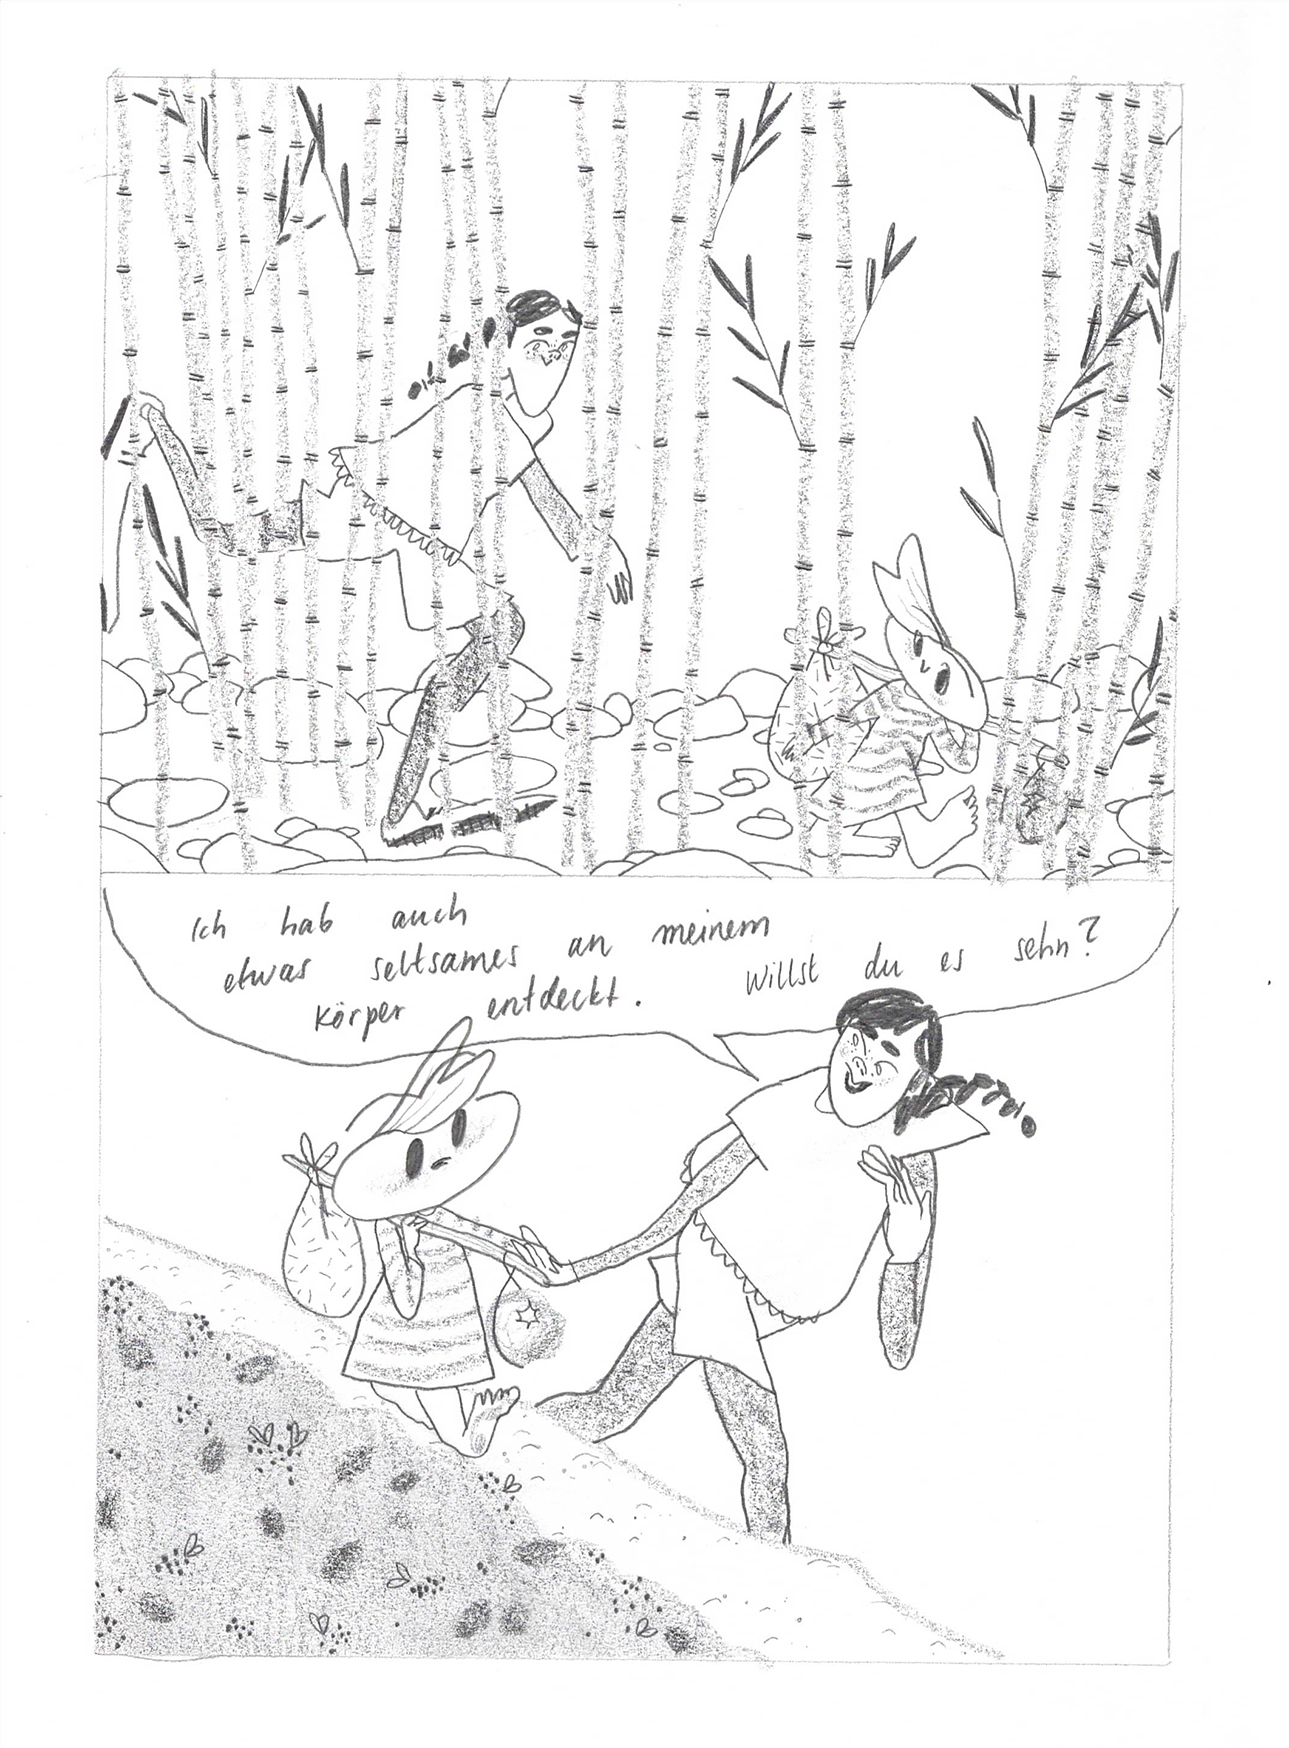 Ich hab auch
etwas seltsames an meinem
Körper entdeckt.
Willst du es sehn?